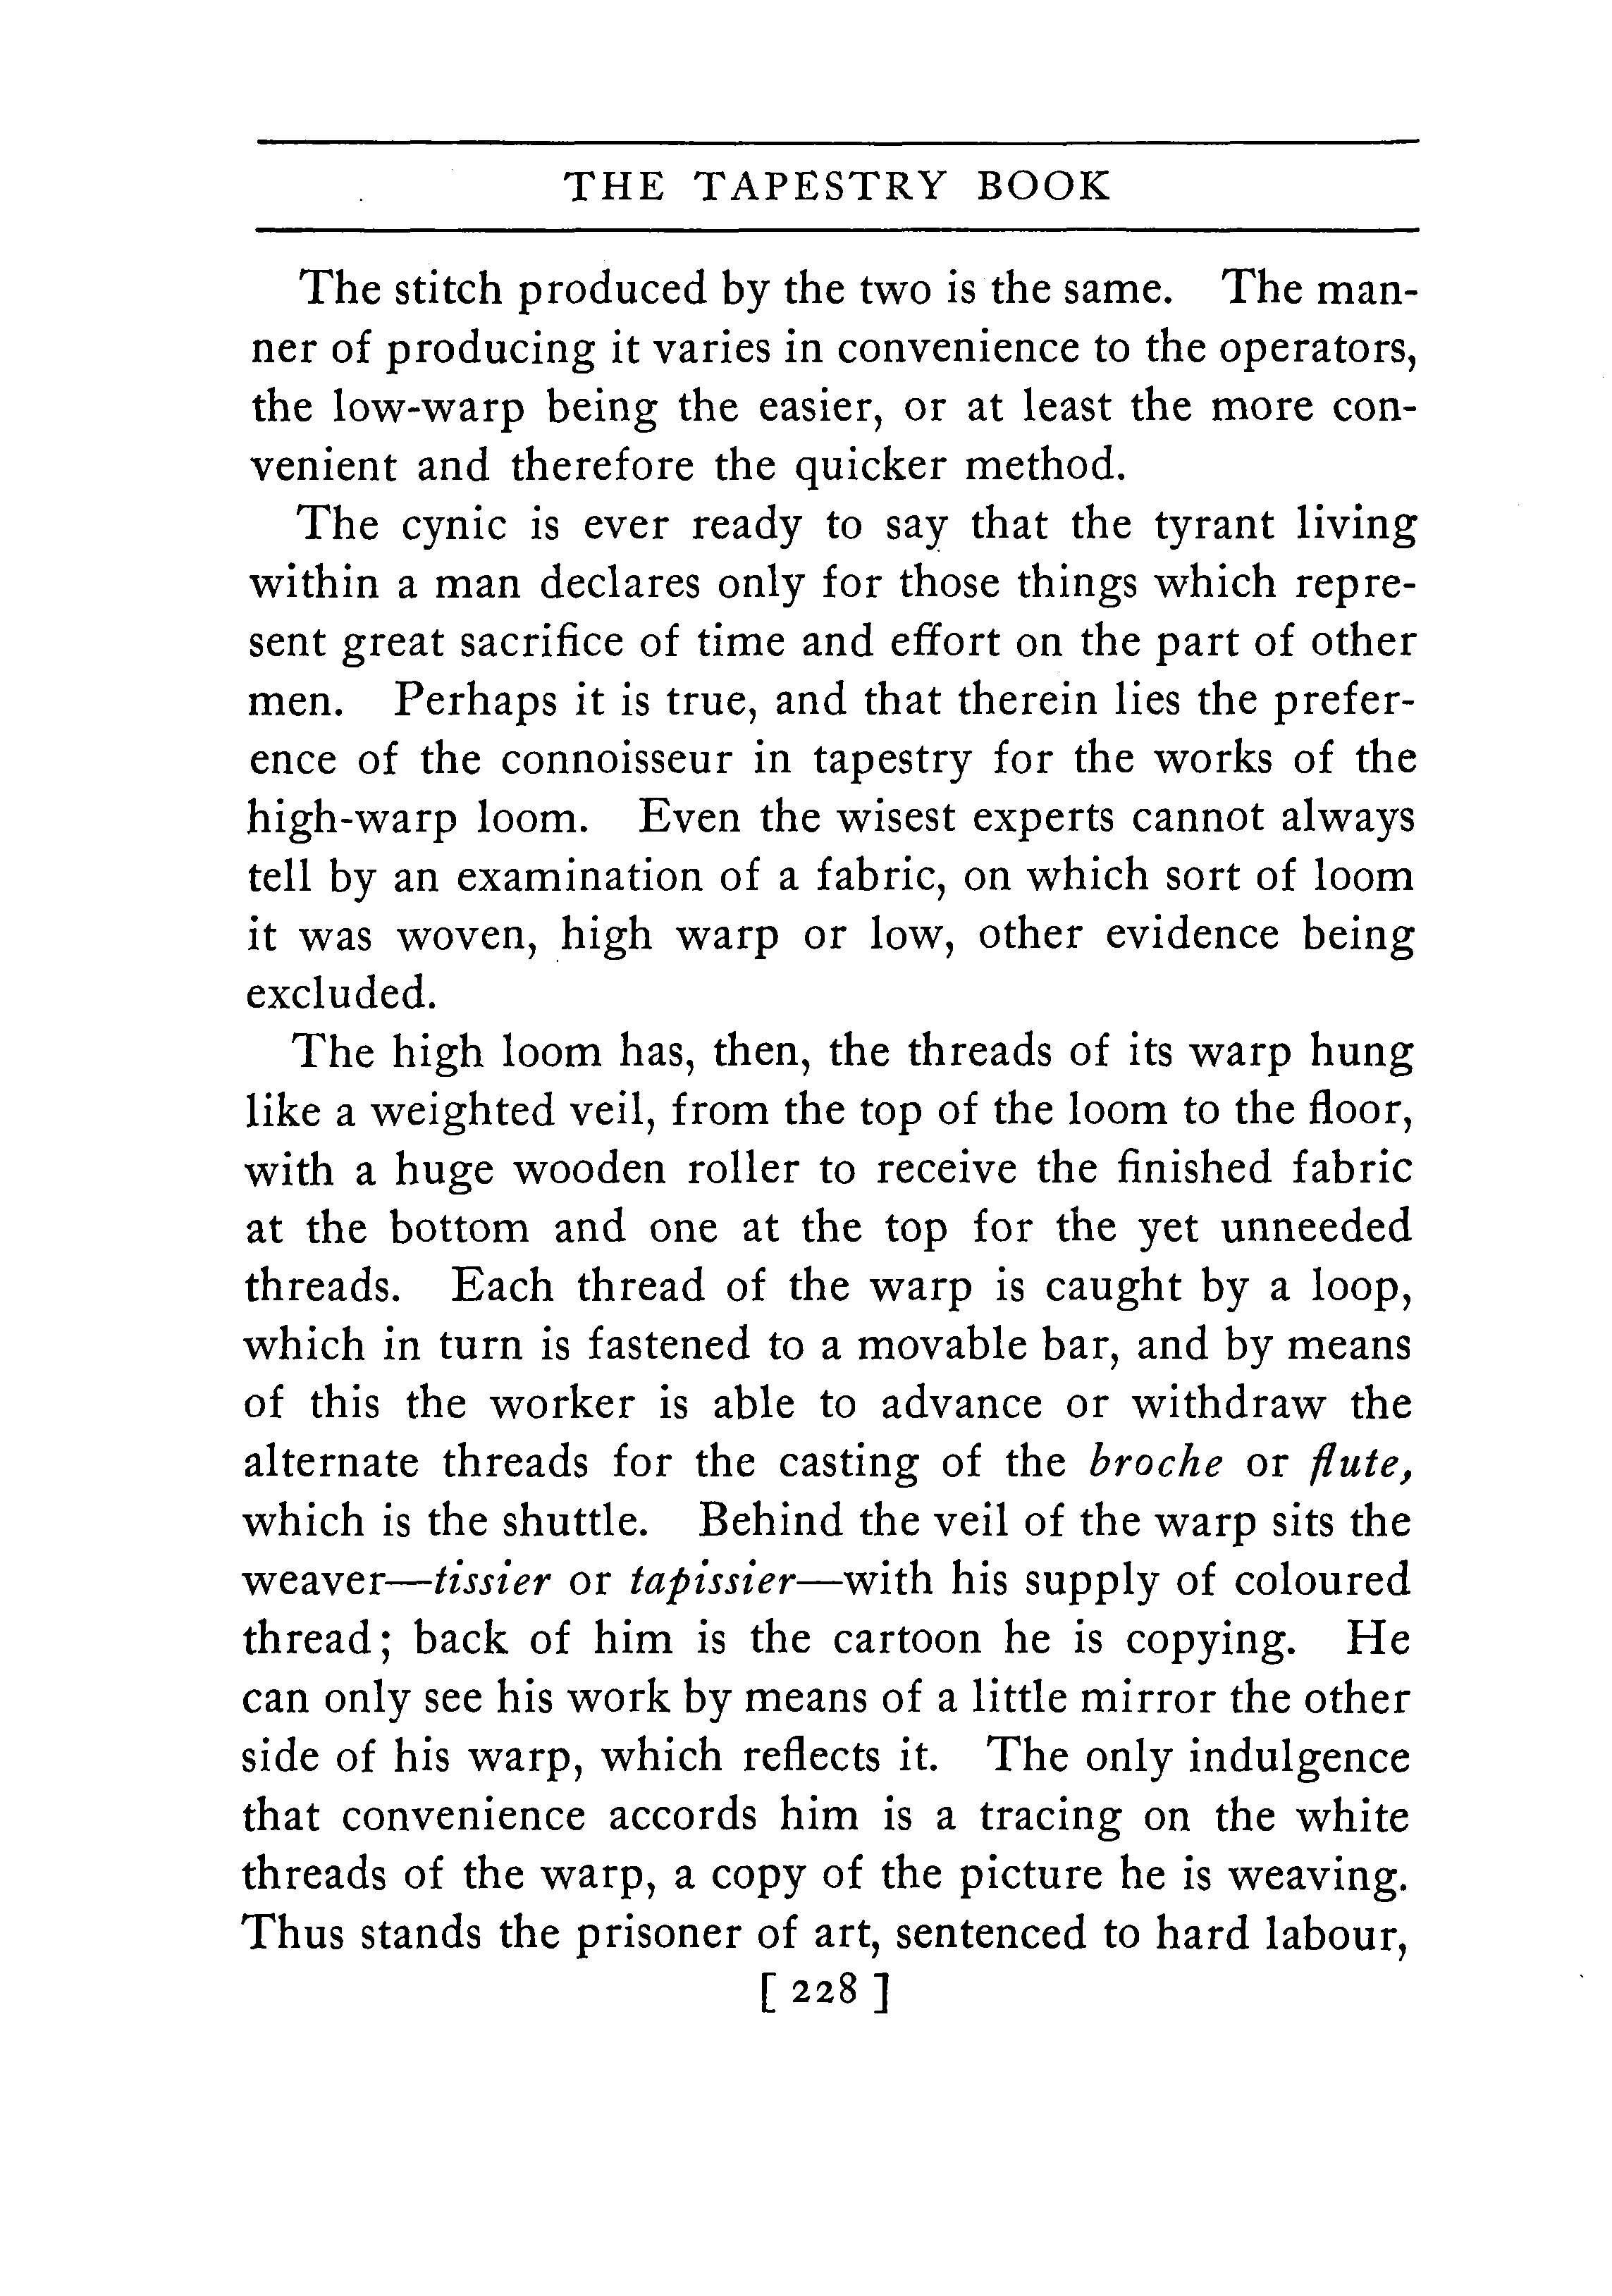 THE TAPESTRY BOOK
The stitch produced by the two is the same. The man-
ner of producing it varies in convenience to the operators,
the low-warp being the easier, or at least the more con-
venient and therefore the quicker method.
The cynic is ever ready to say that the tyrant living
within a man declares only for those things which repre-
sent great sacrifice of time and effort on the part of other
men. Perhaps it is true, and that therein lies the prefer-
ence of the connoisseur in tapestry for the works of the
high-warp loom. Even the wisest experts cannot always
tell by an examination of a fabric, on which sort of loom
it was woven, high warp or low, other evidence being
excluded.
The high loom has, then, the threads of its warp hung
like a weighted veil, from the top of the loom to the floor,
with a huge wooden roller to receive the finished fabric
at the bottom and one at the top for the yet unneeded
threads. Each thread of the warp is caught by a loop,
which in turn is fastened to a movable bar, and by means
of this the worker is able to advance or withdraw the
alternate threads for the casting of the broche or flute,
which is the shuttle. Behind the veil of the warp sits the
weaver—tissier or tapissier—with his supply of coloured
thread; back of him is the cartoon he is copying. He
can only see his work by means of a little mirror the other
side of his warp, which reflects it. The only indulgence
that convenience accords him is a tracing on the white
threads of the warp, a copy of the picture he is weaving.
Thus stands the prisoner of art, sentenced to hard labour,
[ 228 ]